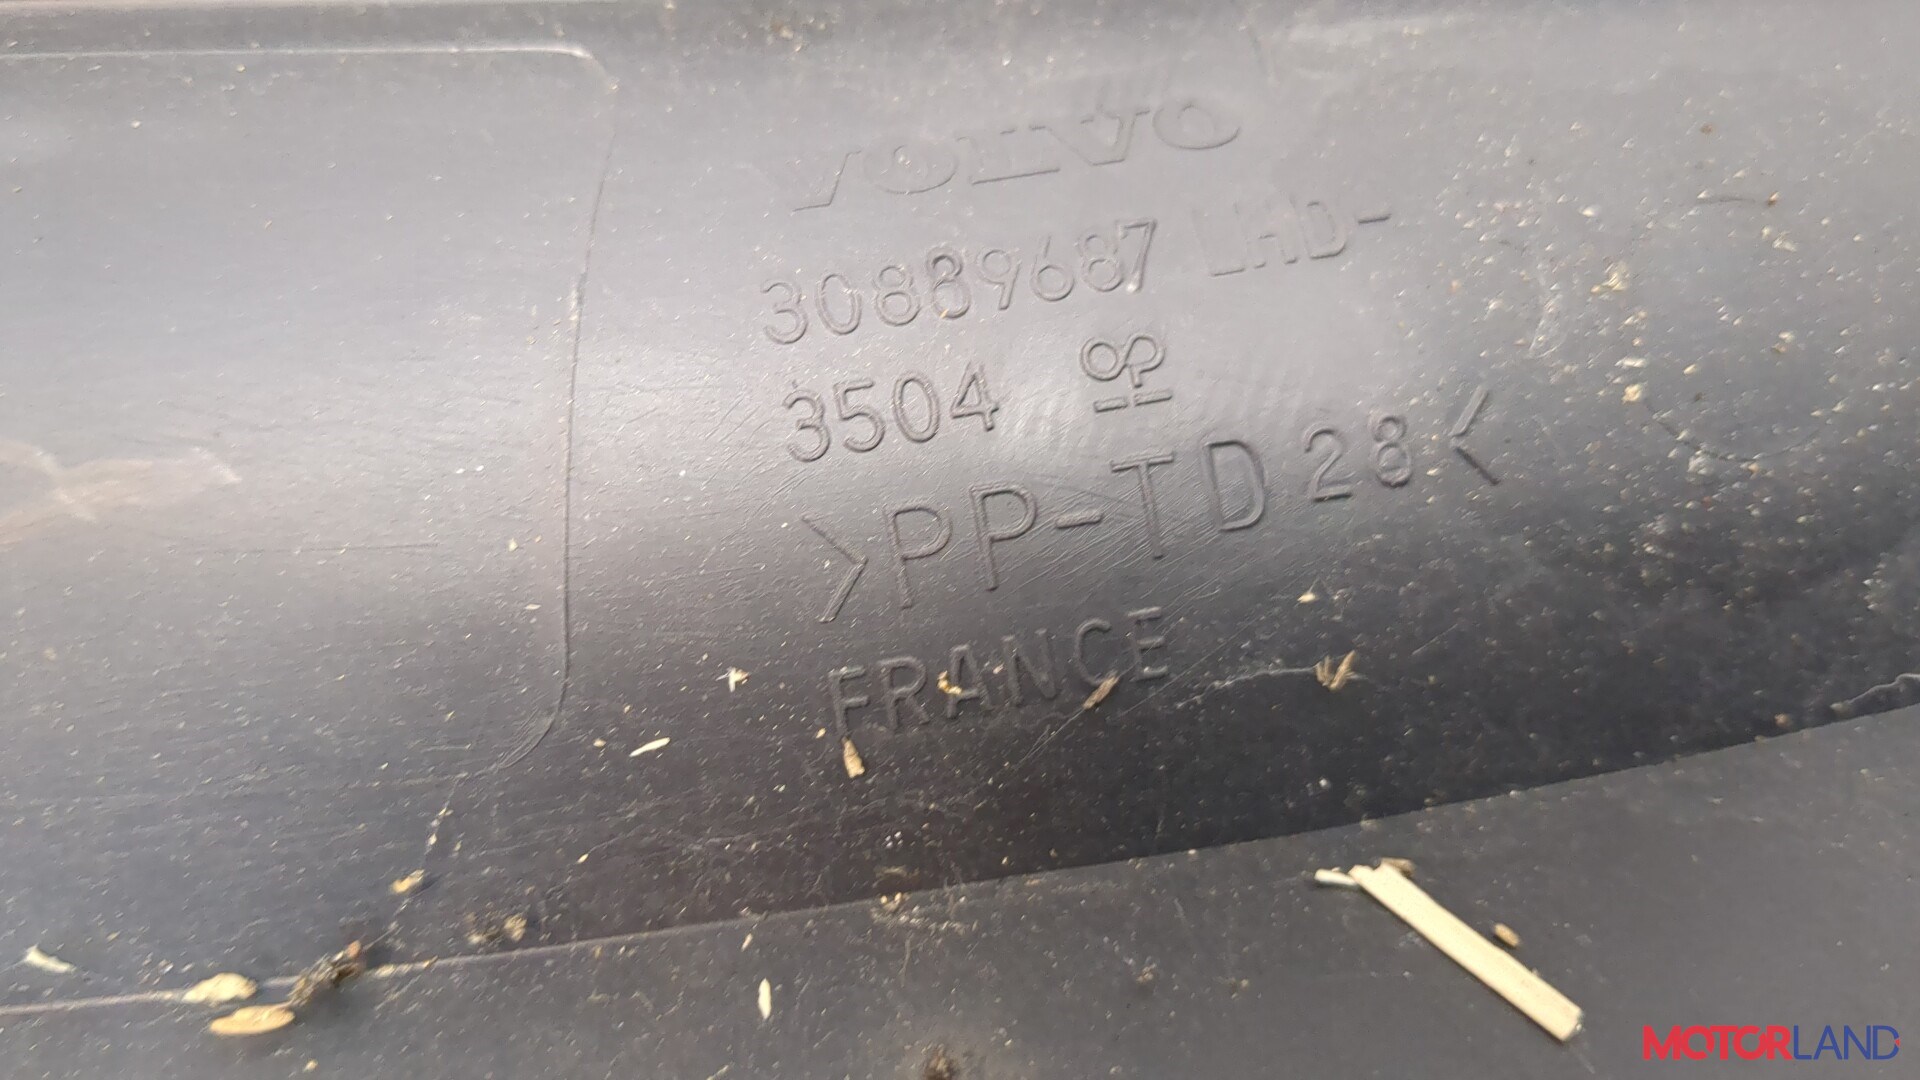 VOLVO
30889687 LHD-
3504
>PP-TD28<
FRANCE
MOTORLAND